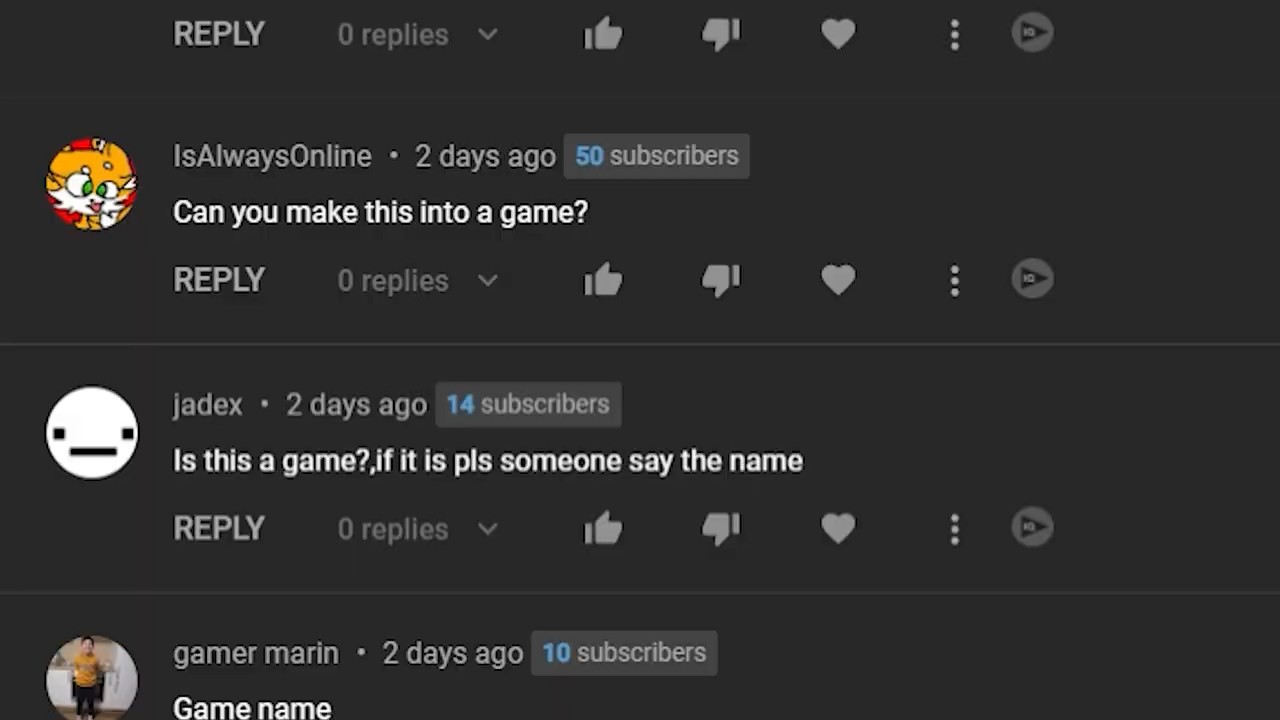 REPLY 0 replies
IsAlwaysOnline • 2 days ago 50 subscribers
Can you make this into a game?
REPLY 0 replies
jadex • 2 days ago 14 subscribers
Is this a game?,if it is pls someone say the name
REPLY 0 replies
gamer marin • 2 days ago 10 subscribers
Game name